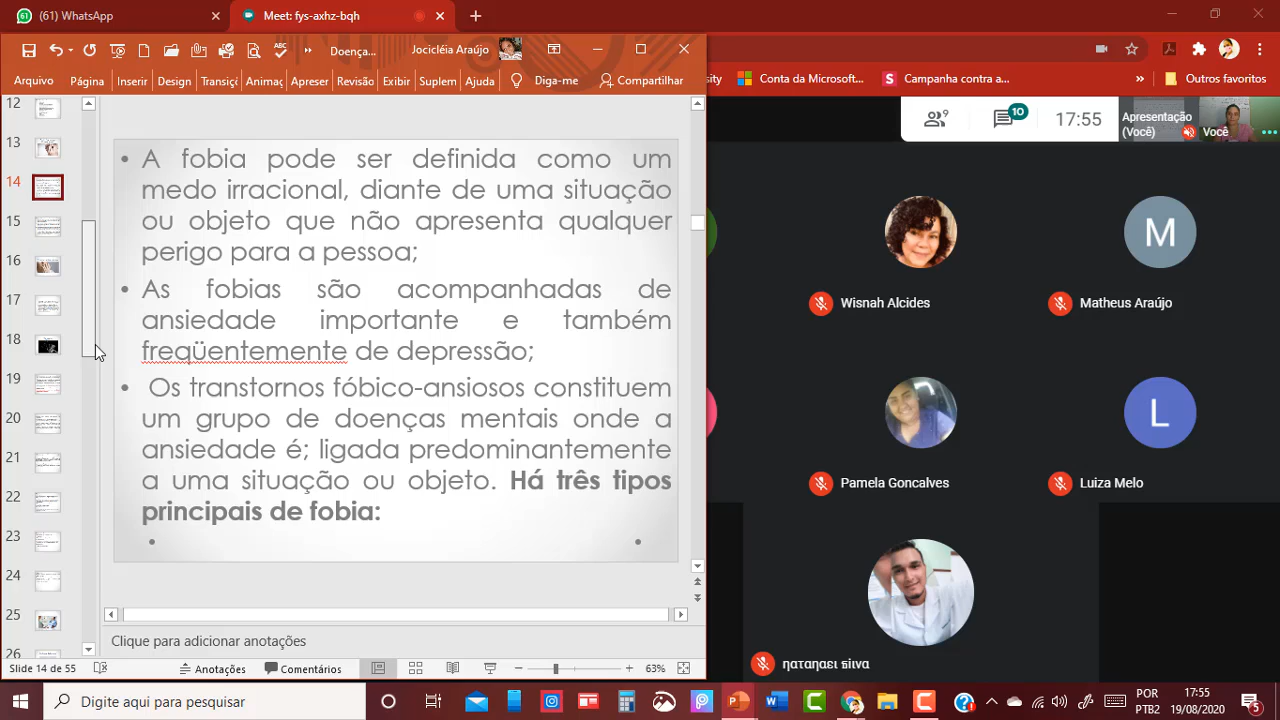 (61) WhatsApp
Meet: fys-axhz-bqh
Doença...
Jocicléia Araújo
Arquivo Página Inserir Design Transiç Animaç Apreser Revisão Exibir Suplem Ajuda Diga-me Compartilhar
Conta da Microsof...
Campanha contra a...
Outros favoritos
9
10
17:55
Apresentação
(Você)
Você
12
13
14
15
16
17
18
19
20
21
22
23
24
25
26
• A fobia pode ser definida como um
medo irracional, diante de uma situação
ou objeto que não apresenta qualquer
perigo para a pessoa;
• As fobias são acompanhadas de
ansiedade importante e também
freqüentemente de depressão;
• Os transtornos fóbico-ansiosos constituem
um grupo de doenças mentais onde a
ansiedade é; ligada predominantemente
a uma situação ou objeto. Há três tipos
principais de fobia:
Wisnah Alcides
Matheus Araújo
Pamela Goncalves
M
L
Luiza Melo
Clique para adicionar anotações
Slide 14 de 55
Anotações
Comentários
63%
Digite aqui para pesquisar
POR
PTB2
17:55
19/08/2020
5